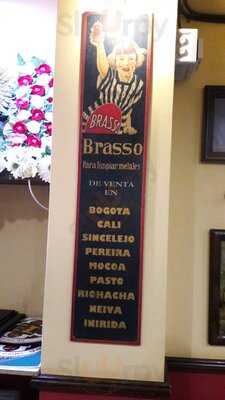 BRASSO
Brasso
Para limpiar metales
DE VENTA
EN
BOGOTA
CALI
SINCELEJO
PEREIRA
MOCOA
PASTO
RIOHACHA
NEIVA
INIRIDA